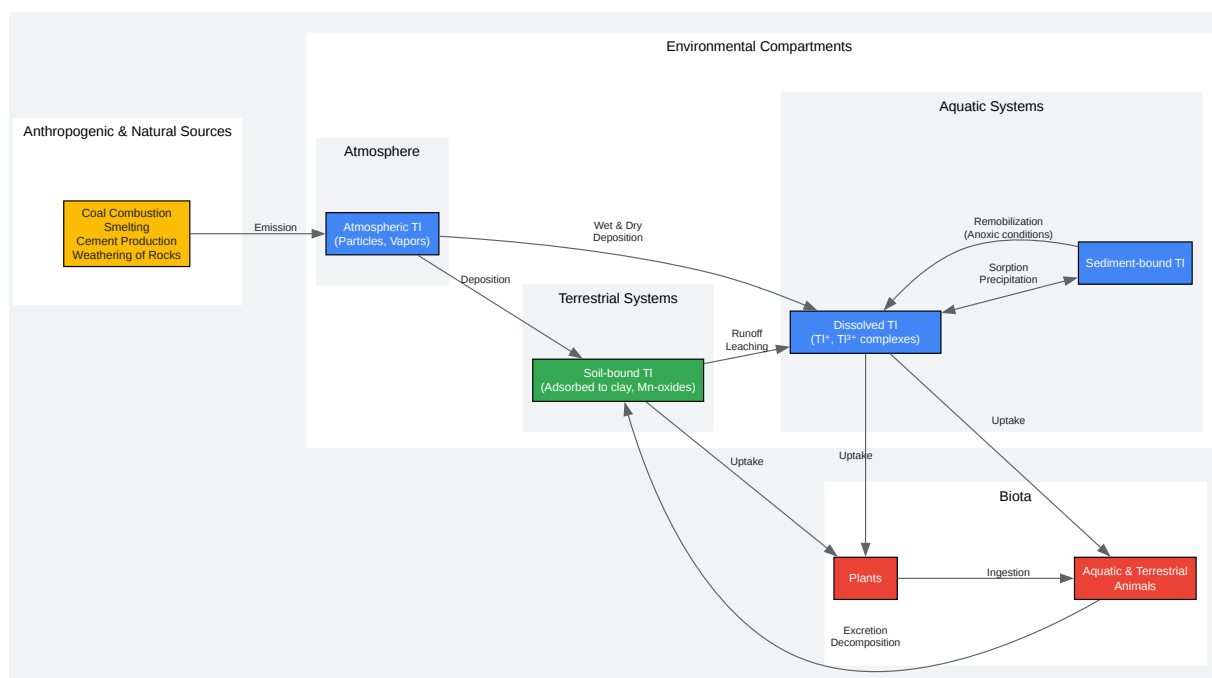 Environmental Compartments
Aquatic Systems
Anthropogenic & Natural Sources
Atmosphere
Coal Combustion
Smelting
Cement Production
Weathering of Rocks
Emission
Atmospheric Tl
(Particles, Vapors)
Wet & Dry
Deposition
Remobilization
(Anoxic conditions)
Sediment-bound Tl
Sorption
Precipitation
Deposition
Terrestrial Systems
Runoff
Leaching
Dissolved Tl
(Tl⁺, Tl³⁺ complexes)
Soil-bound Tl
(Adsorbed to clay, Mn-oxides)
Uptake
Uptake
Uptake
Biota
Plants
Ingestion
Aquatic & Terrestrial
Animals
Excretion
Decomposition